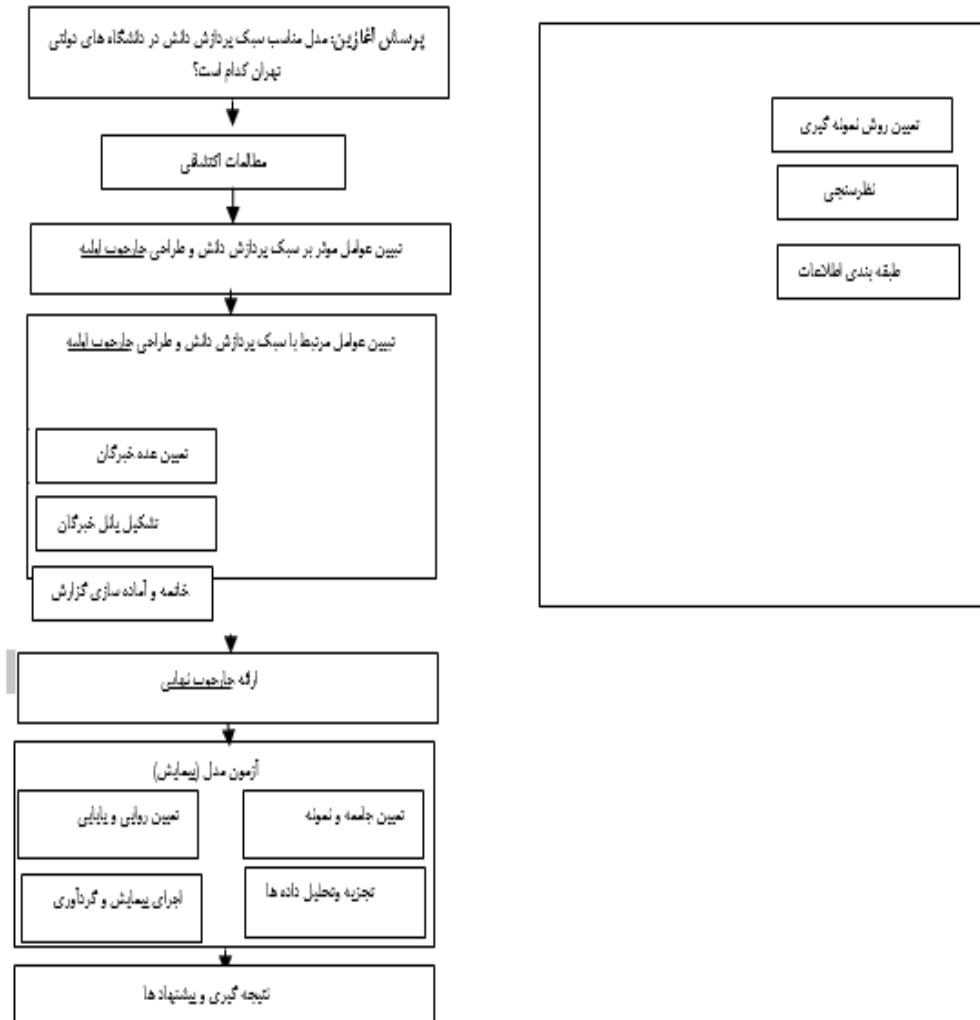 پرسش آغازین: مدل مناسب سبک پردازش دانش در دانشگاه های دولتی
تهران کدام است؟
مطالعات اکتشافی
تبیین عوامل موثر بر سبک پردازش دانش و طراحی چارچوب اولیه
تبیین عوامل مرتبط با سبک پردازش دانش و طراحی چارچوب اولیه
تعیین عده خبرگان
تشکیل پانل خبرگان
خاتمه و آماده سازی گزارش
تعیین روش نمونه گیری
نظرسنجی
طبقه بندی اطلاعات
ارائه چارچوب نهایی
آزمون مدل (پیمایش)
تعیین جامعه و نمونه
تعیین روایی و پایایی
تجزیه وتحلیل داده ها
اجرای پیمایش و گردآوری
نتیجه گیری و پیشنهاد ها